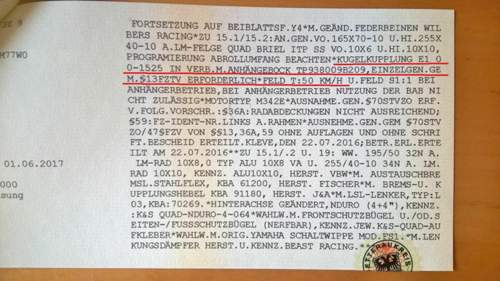 FORTSETZUNG AUF BEIBLATTSF.Y4*M.GEÄND.FEDERBEINEN WIL
BERS RACING*ZU 15.1/15.2:AN.GEN.VO.165X70-10 U.HI.255X
40-10 A.LM-FELGE QUAD BRIEL ITP SS VO.10X6 U.HI.10X10,
PROGRAMIERUNG ABROLLUMFANG BEACHTEN*KUGELKUPPLUNG E1 0
0-1525 IN VERB.M.ANHÄNGEBOCK TP938009B209,EINZELGEN.GE
M.§13FZTV ERFORDERLICH*FELD T:50 KM/H U.FELD S1:1 BEI
ANHÄNGERBETRIEB,BEI ANHÄNGERBETRIEB NUTZUNG DER BAB NI
M77W0
CHT ZULÄSSIG*MOTORTYP M342E*AUSNAHME.GEN.§70STVZO ERF.
V.FOLG.VORSCHR.:§36A:RADABDECKUNGEN NICHT AUSREICHEND;
§59:FZ-IDENT-NR.LINKS A.RAHMEN*AUSNAHME.GEN.GEM §70STV
ZO/47§FZV VON §§13,36A,59 OHNE AUFLAGEN UND OHNE SCHRI
FT.BESCHEID ERTEILT.KLEVE,DEN 22.07.2016;BETR.ERL.ERTE
01.06.2017
ILT AM 22.07.2016**ZU 15.1/.2 U. 19: WW. 195/50 32N A.
LM-RAD 10X8,0 TYP ALU 10X8 VA U. 255/40-10 34N A. LM-
RAD 10X10, KENNZ. ALU10X10, HERST. VBW*M. AUSTAUSCHBRE
MSL.STAHLFLEX, KBA 61200, HERST. FISCHER*M BREMS-U. K
UPPLUNGSHEBEL KBA 91180, HERST. J&A*M.LSL-LENKER,TYP:L
03,KBA:70269.*HINTERACHSE GEÄNDERT,NDURO (4+4"),KENNZ.
:K&S QUAD-NDURO-4-064*WAHLW.M.FRONTSCHUTZBÜGEL U./OD.S
EITEN-/FUSSSCHUTZBÜGEL (NERFBAR),KENNZ.JEW.K&S-QUAD-AU
FKLEBER*WAHLW.M.ORIG.YAMAHA SCHALTWIPPE MOD.FS1.*M.LEN
KUNGSDÄMPFER HERST.U.KENNZ.BEAST RACING.**-